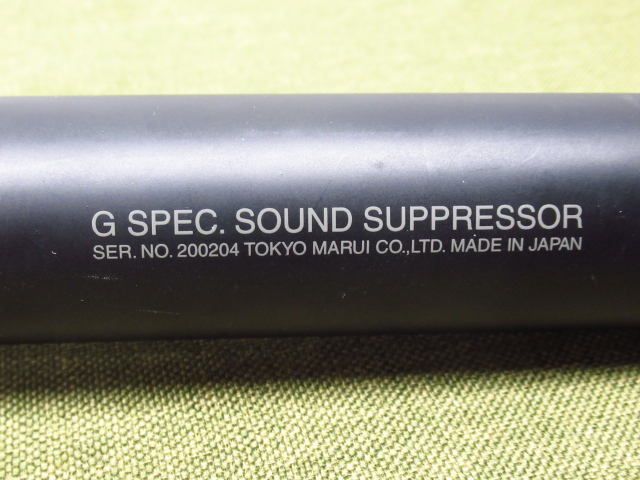 G SPEC. SOUND SUPPRESSOR
SER. NO. 200204 TOKYO MARUI CO.,LTD. MADE IN JAPAN